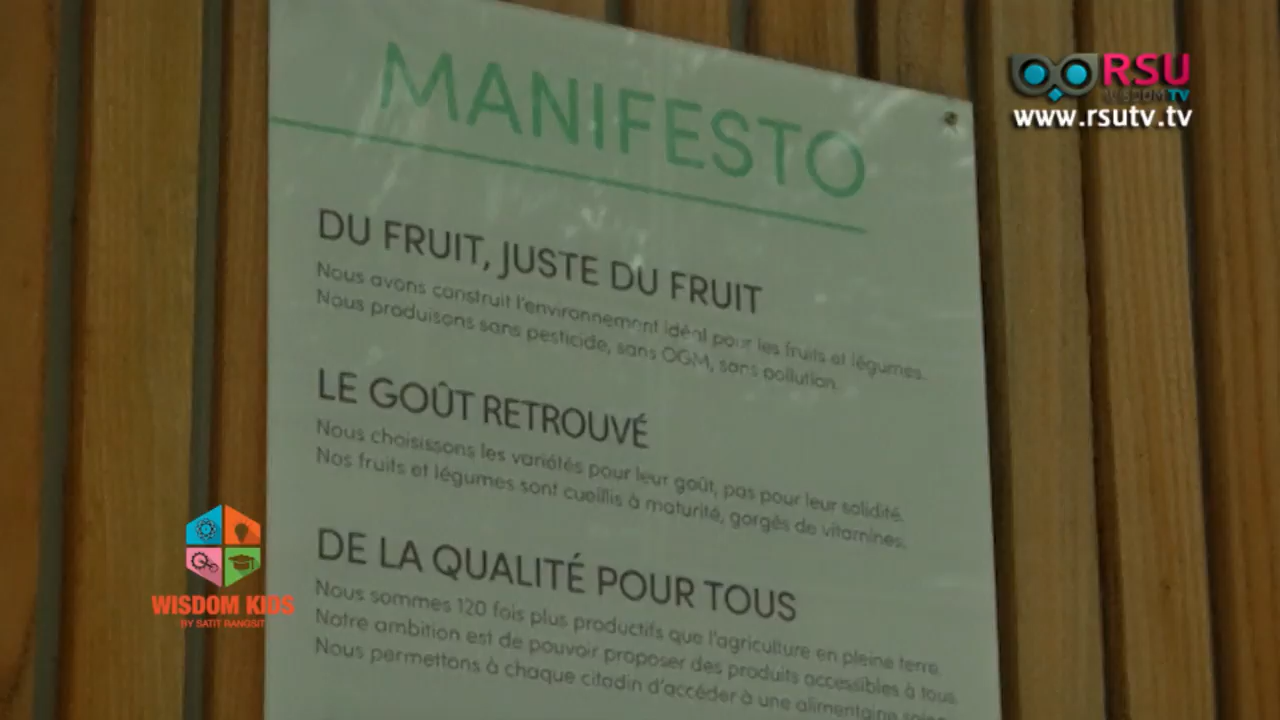 MANIFESTO
DU FRUIT, JUSTE DU FRUIT
Nous avons construit l'environnement idéal pour les fruits et légumes.
Nous produisons sans pesticide, sans OGM, sans pollution.
LE GOÛT RETROUVÉ
Nous choisissons les variétés pour leur goût, pas pour leur solidité.
Nos fruits et légumes sont cueillis à maturité, gorgés de vitamines.
DE LA QUALITÉ POUR TOUS
Nous sommes 120 fois plus productifs que l'agriculture en pleine terre.
Notre ambition est de pouvoir proposer des produits accessibles à tous.
Nous permettons à chaque citadin d'accéder à une
RSU
WISDOM TV
www.rsutv.tv
WISDOM KIDS
BY SATIT RANGSIT